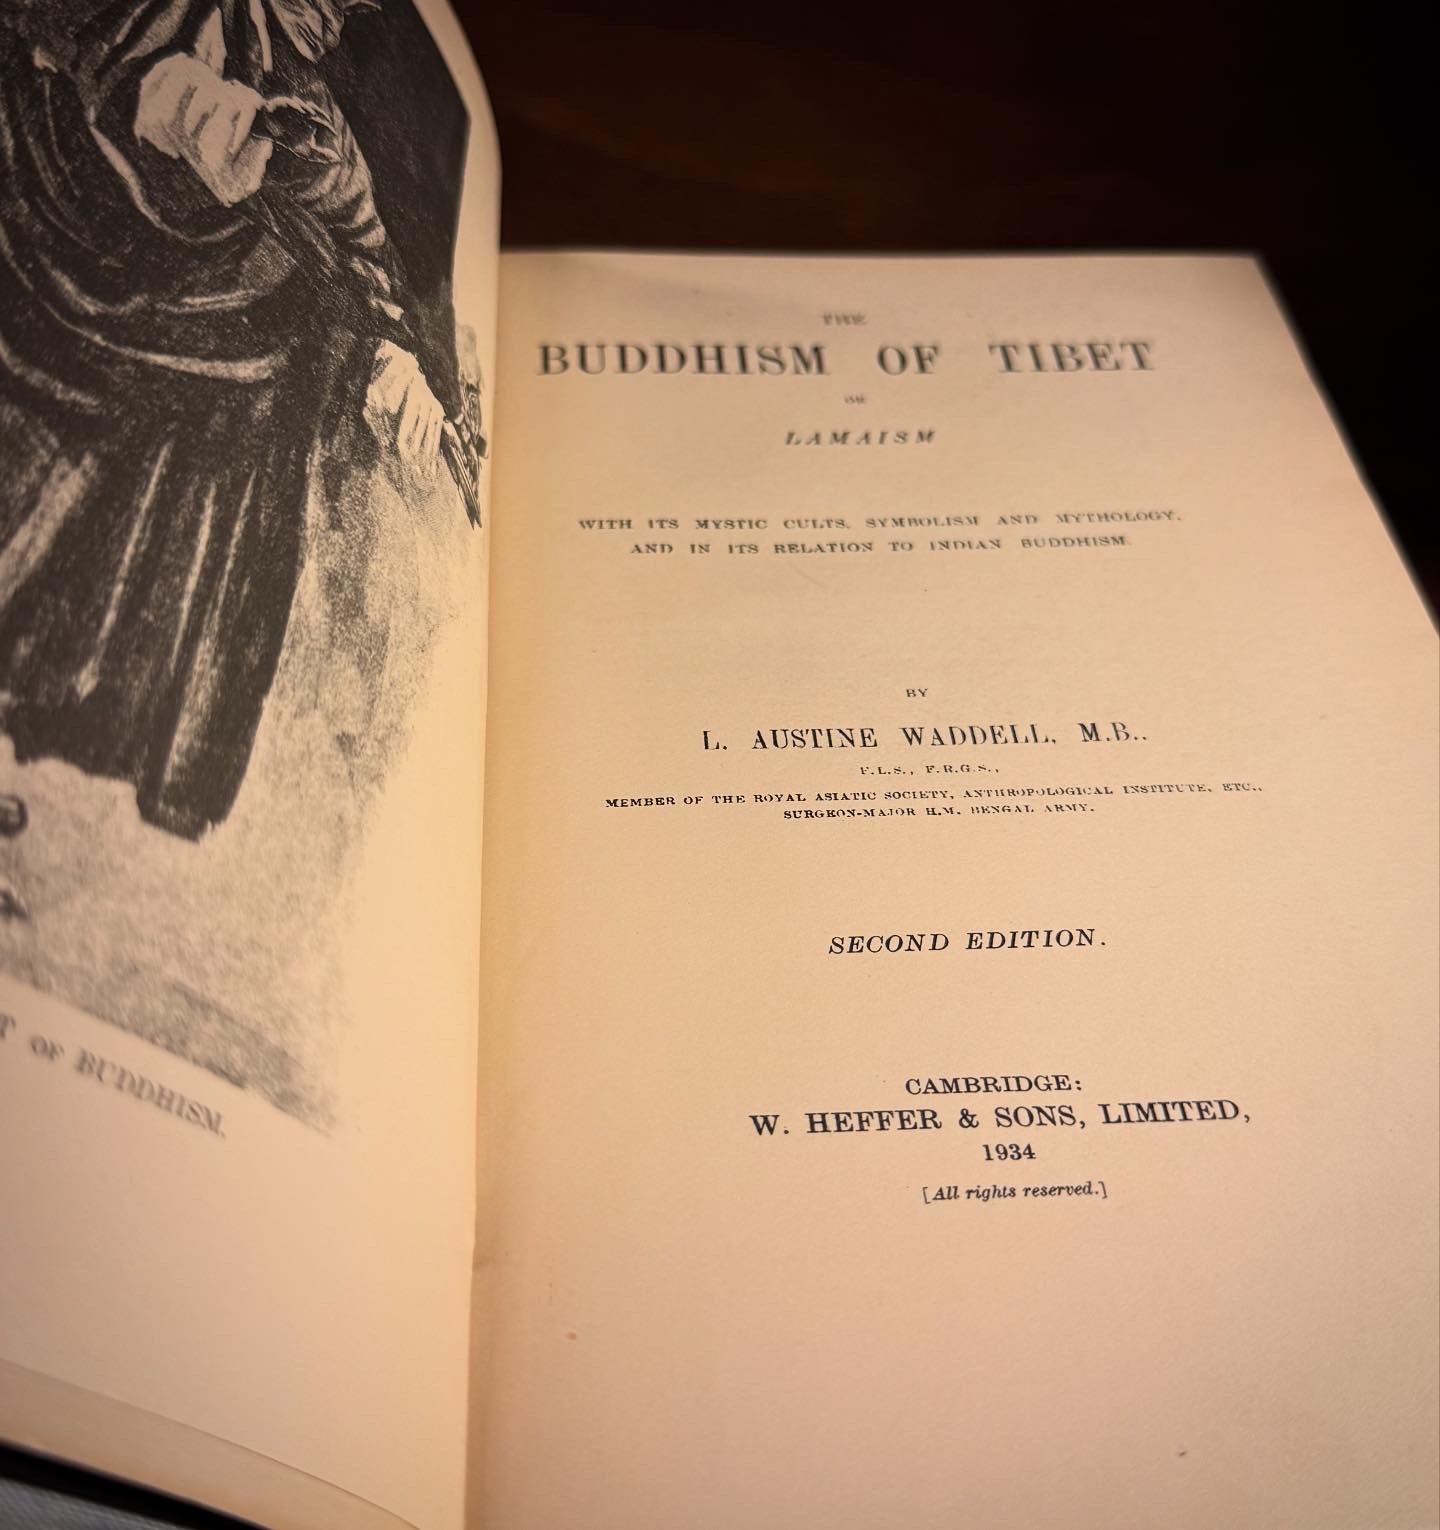 T OF BUDDHISM.
THE
BUDDHISM OF TIBET
OR
LAMAISM
WITH ITS MYSTIC CULTS, SYMBOLISM AND MYTHOLOGY,
AND IN ITS RELATION TO INDIAN BUDDHISM.
BY
L. AUSTINE WADDELL, M.B.,
F.L.S., F.R.G.S.,
MEMBER OF THE ROYAL ASIATIC SOCIETY, ANTHROPOLOGICAL INSTITUTE, ETC.,
SURGEON-MAJOR H.M. BENGAL ARMY.
SECOND EDITION.
CAMBRIDGE:
W. HEFFER & SONS, LIMITED,
1934
[All rights reserved.]